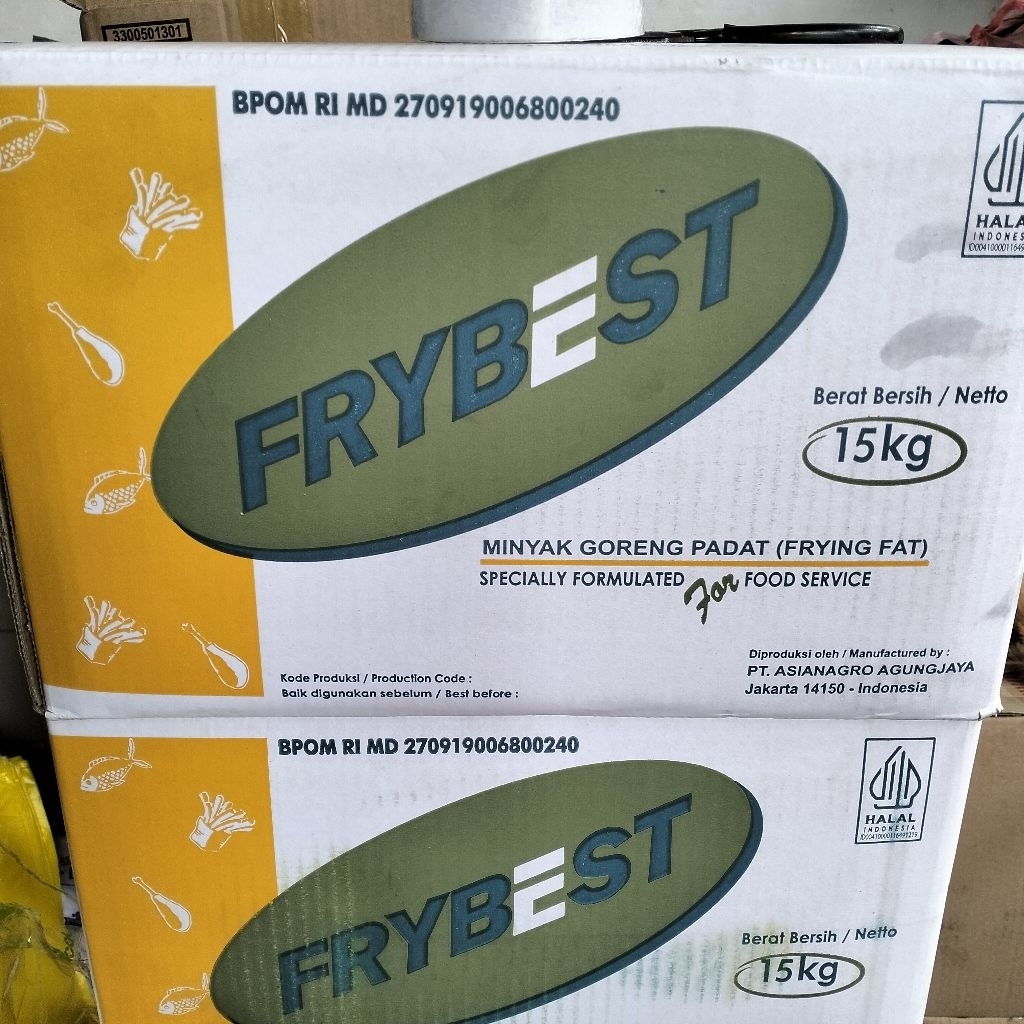 3300501301
BPOM RI MD 270919006800240
HALA
INDONES
FRYBEST
Berat Bersih / Netto
15kg
MINYAK GORENG PADAT (FRYING FAT)
SPECIALLY FORMULATED For FOOD SERVICE
Kode Produksi / Production Code :
Baik digunakan sebelum / Best before :
Diproduksi oleh / Manufactured by :
PT. ASIANAGRO AGUNGJAYA
Jakarta 14150 - Indonesia
BPOM RI MD 270919006800240
HALAL
INDONESIA
FRYBEST
Berat Bersih / Netto
15kg